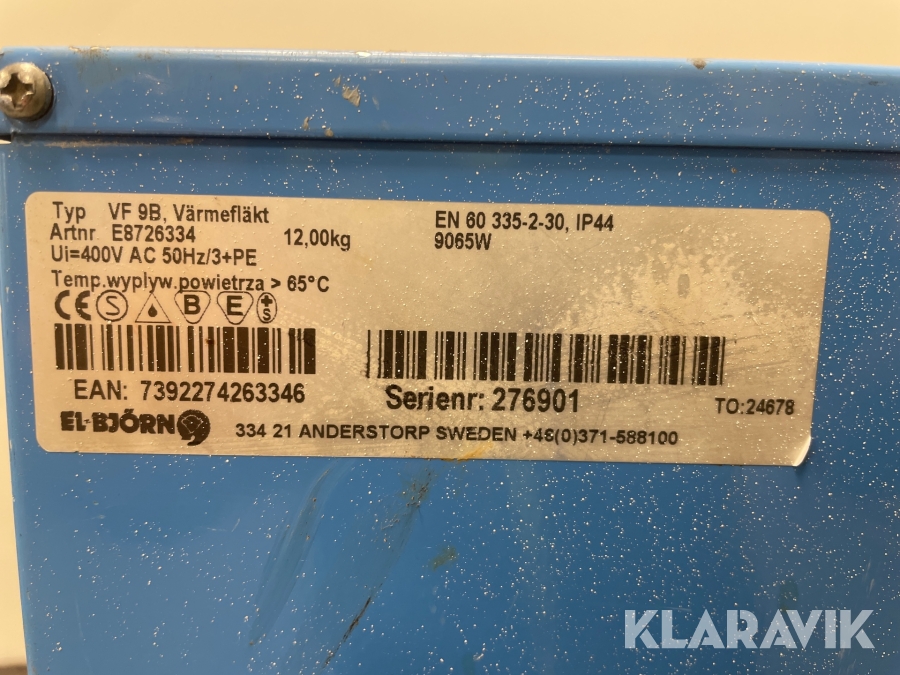 Typ VF 9B, Värmefläkt
Artnr E8726334 12,00kg
Ui=400V AC 50Hz/3+PE
Temp.wyplyw.powietrza > 65°C
EN 60 335-2-30, IP44
9065W
CE S B E +S
EAN: 7392274263346
Serienr: 276901
TO:24678
EL-BJÖRN
334 21 ANDERSTORP SWEDEN +46(0)371-588100
KLARAVIK